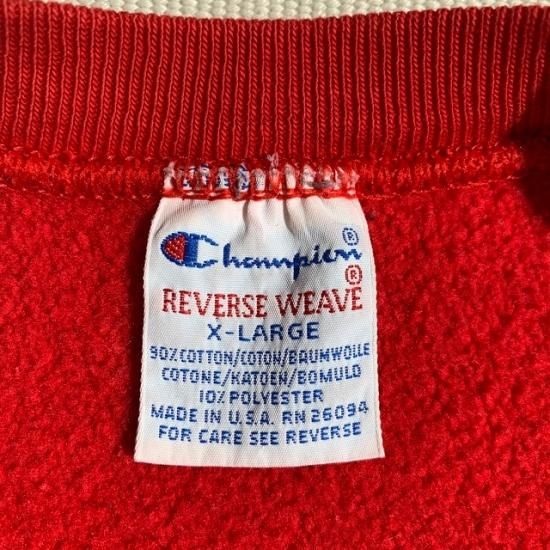 Champion®
REVERSE WEAVE®
X-LARGE
90% COTTON/COTON/BAUMWOLLE
COTONE/KATOEN/BOMULD
10% POLYESTER
MADE IN U.S.A. RN 26094
FOR CARE SEE REVERSE